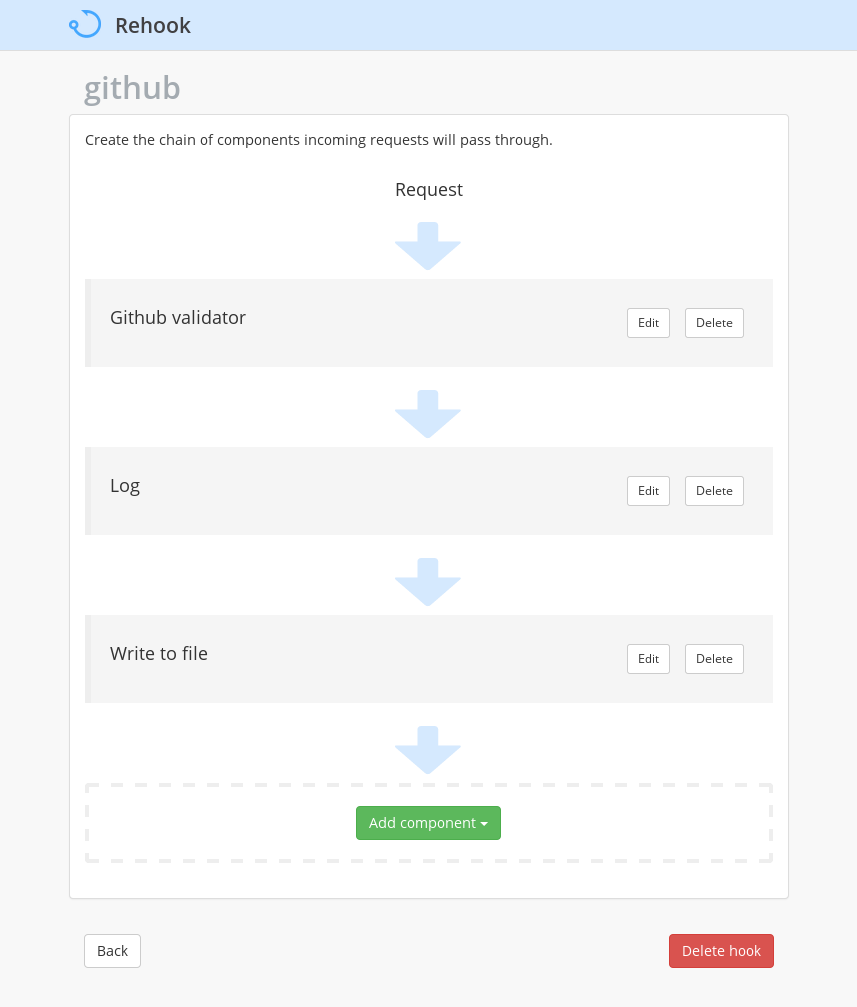 Rehook
github
Create the chain of components incoming requests will pass through.
Request
Github validator
Edit
Delete
Log
Edit
Delete
Write to file
Edit
Delete
Add component
Back
Delete hook